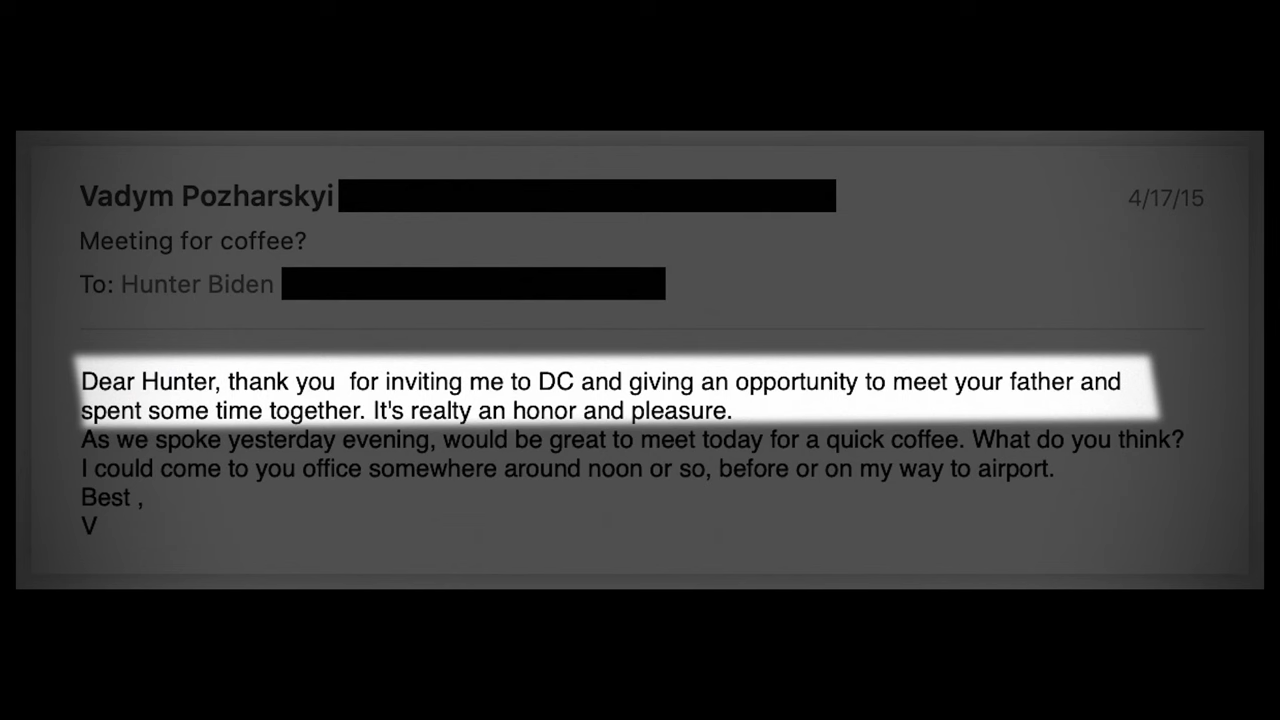 Vadym Pozharskyi
4/17/15
Meeting for coffee?
To: Hunter Biden
Dear Hunter, thank you  for inviting me to DC and giving an opportunity to meet your father and
spent some time together. It's realty an honor and pleasure.
As we spoke yesterday evening, would be great to meet today for a quick coffee. What do you think?
I could come to you office somewhere around noon or so, before or on my way to airport.
Best ,
V